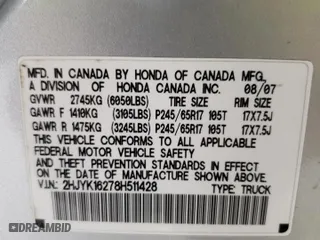 MFD. IN CANADA BY HONDA OF CANADA MFG.,
A DIVISION OF HONDA CANADA INC. 08/07
GVWR 2745KG (6050LBS) TIRE SIZE RIM SIZE
GAWR F 1410KG (3105LBS) P245/65R17 105T 17X7.5J
GAWR R 1475KG (3245LBS) P245/65R17 105T 17X7.5J
THIS VEHICLE CONFORMS TO ALL APPLICABLE
FEDERAL MOTOR VEHICLE SAFETY
AND THEFT PREVENTION STANDARDS IN EFFECT
ON THE DATE OF MANUFACTURE SHOWN ABOVE.
V.I.N: 2HJYK16278H511428 TYPE: TRUCK
DREAMBID